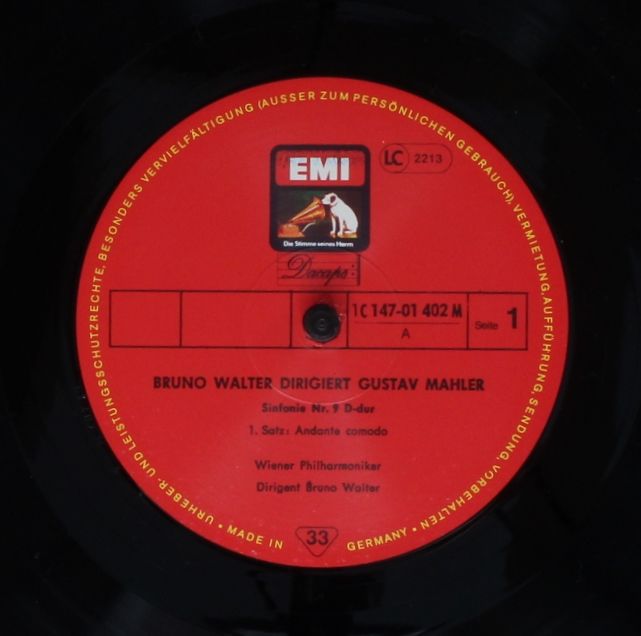 URHEBER- UND LEISTUNGSSCHUTZRECHTE, BESONDERS VERVIELFÄLTIGUNG (AUSSER ZUM PERSÖNLICHEN GEBRAUCH), VERMIETUNG, AUFFÜHRUNG, SENDUNG, VORBEHALTEN •
EMI
LC 2213
Die Stimme seines Herrn
Dacapo
1C 147-01 402 M
A
Seite 1
BRUNO WALTER DIRIGIERT GUSTAV MAHLER
Sinfonie Nr. 9 D-dur
1. Satz: Andante comodo
Wiener Philharmoniker
Dirigent Bruno Walter
• MADE IN GERMANY •
33